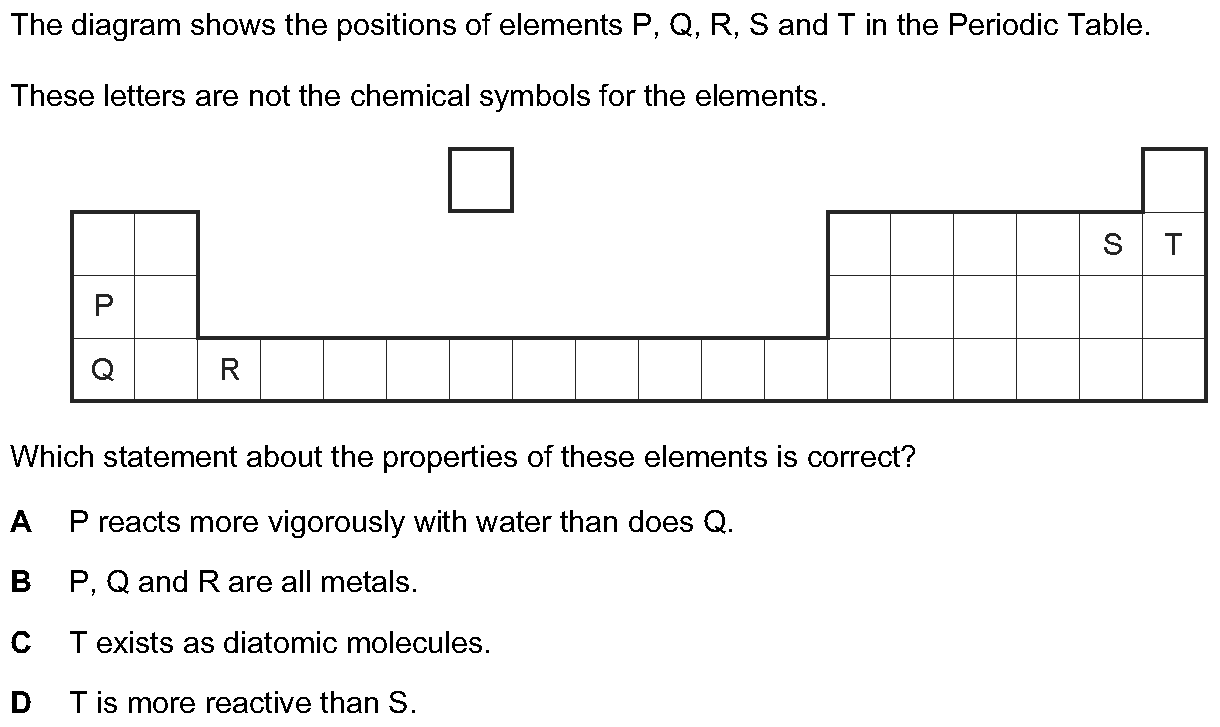 The diagram shows the positions of elements P, Q, R, S and T in the Periodic Table.
These letters are not the chemical symbols for the elements.
S T
P
Q R
Which statement about the properties of these elements is correct?
A P reacts more vigorously with water than does Q.
B P, Q and R are all metals.
C T exists as diatomic molecules.
D T is more reactive than S.